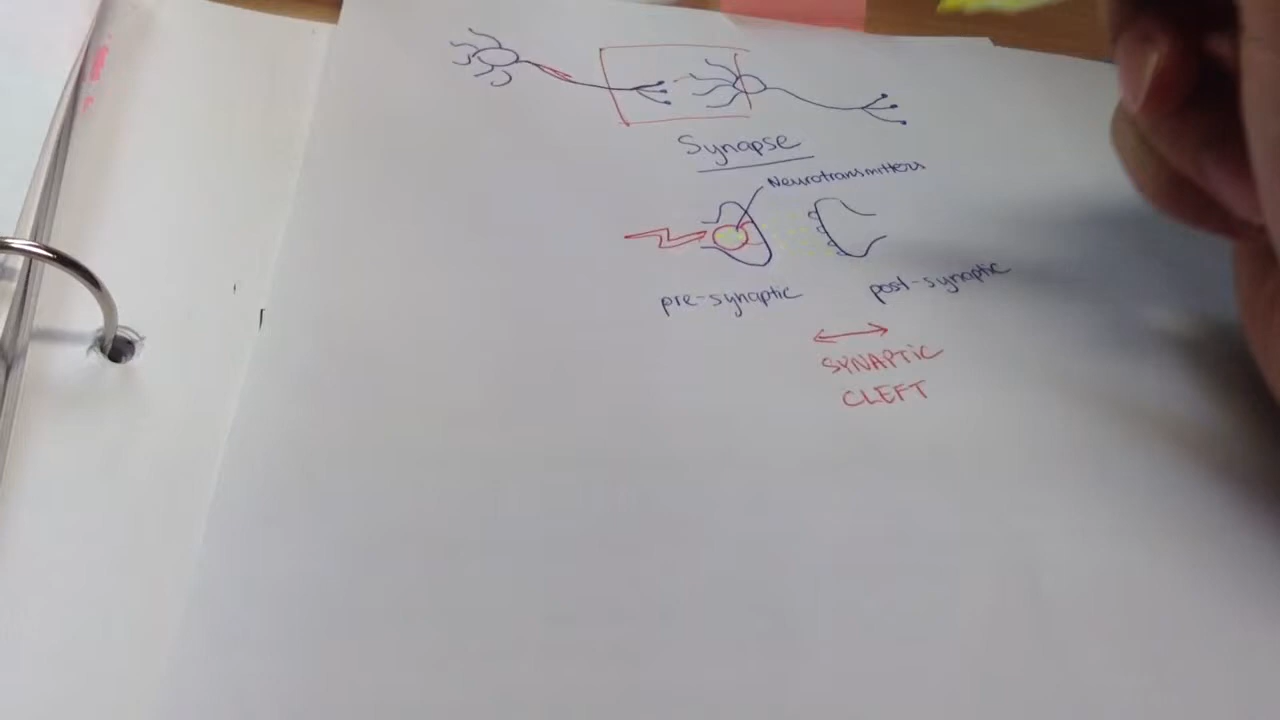 Synapse
Neurotransmitters
pre-synaptic
post-synaptic
SYNAPTIC
CLEFT